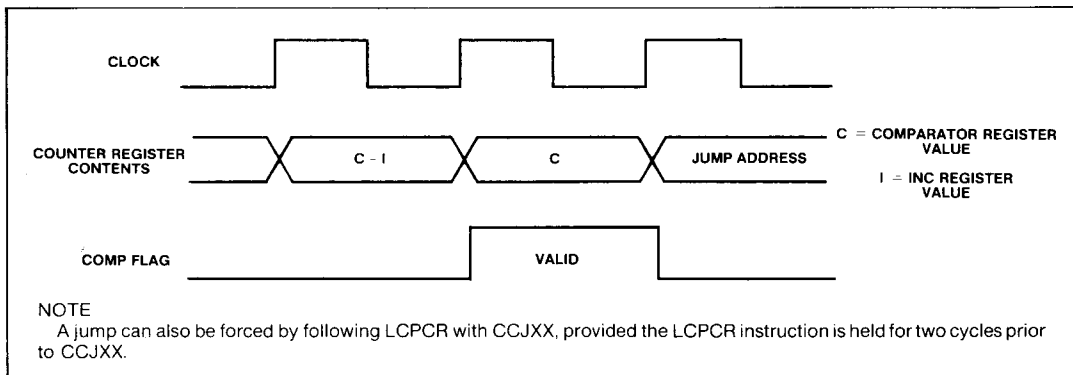 CLOCK
COUNTER REGISTER
CONTENTS
C - I
C
JUMP ADDRESS
C = COMPARATOR REGISTER
VALUE
I = INC REGISTER
VALUE
COMP FLAG
VALID
NOTE
A jump can also be forced by following LCPCR with CCJXX, provided the LCPCR instruction is held for two cycles prior
to CCJXX.